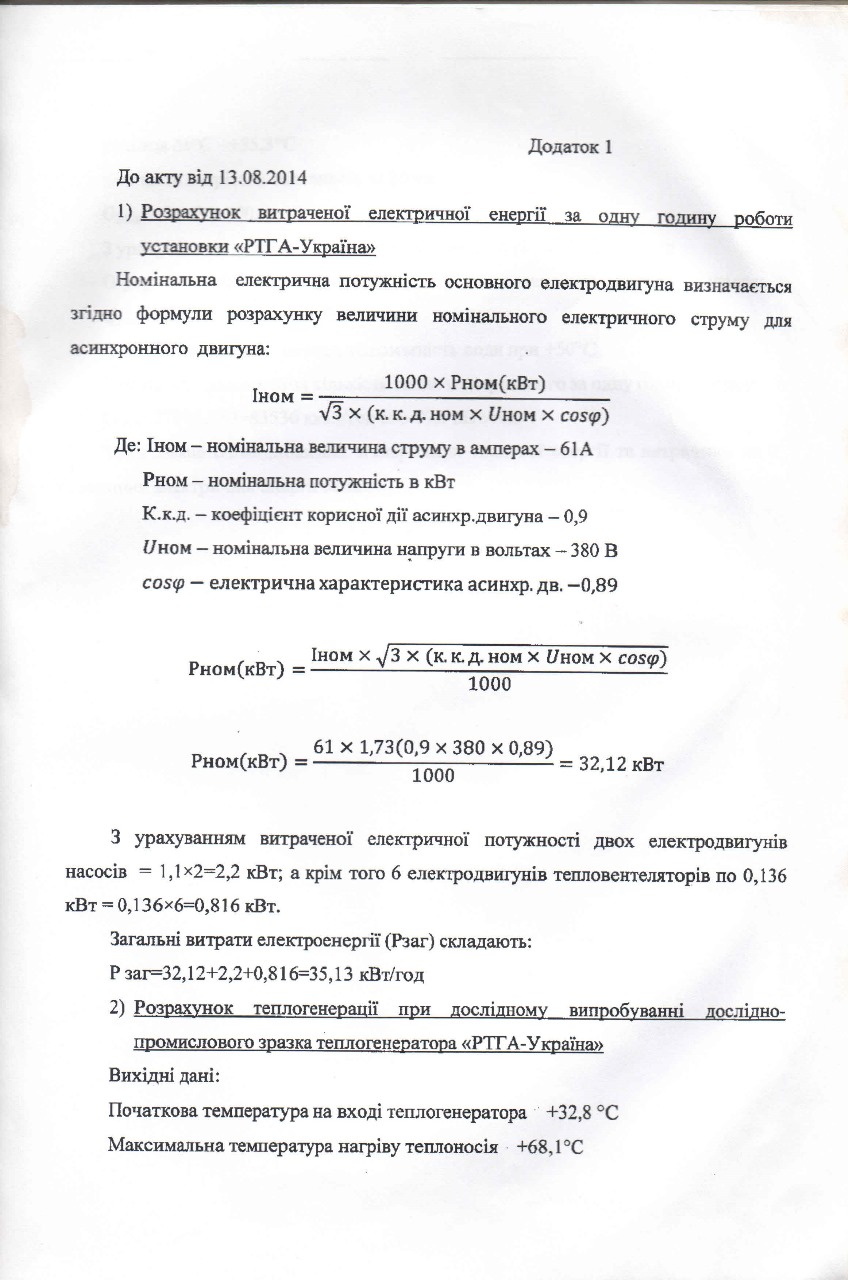 Додаток 1
До акту від 13.08.2014
1) Розрахунок витраченої електричної енергії за одну годину роботи
установки «РТГА-Україна»
Номінальна електрична потужність основного електродвигуна визначається
згідно формули розрахунку величини номінального електричного струму для
асинхронного двигуна:
Iном = 1000 × Рном(кВт) / √3 × (к.к.д. ном × Uном × cosφ)
Де: Iном – номінальна величина струму в амперах – 61А
Рном – номінальна потужність в кВт
К.к.д. – коефіцієнт корисної дії асинхр.двигуна – 0,9
Uном – номінальна величина напруги в вольтах – 380 В
cosφ – електрична характеристика асинхр. дв. –0,89
Рном(кВт) = Iном × √3 × (к.к.д. ном × Uном × cosφ) / 1000
Рном(кВт) = 61 × 1,73(0,9 × 380 × 0,89) / 1000 = 32,12 кВт
З урахуванням витраченої електричної потужності двох електродвигунів
насосів = 1,1×2=2,2 кВт; а крім того 6 електродвигунів тепловентеляторів по 0,136
кВт = 0,136×6=0,816 кВт.
Загальні витрати електроенергії (Рзаг) складають:
Р заг=32,12+2,2+0,816=35,13 кВт/год
2) Розрахунок теплогенерації при дослідному випробуванні дослідно-
промислового зразка теплогенератора «РТГА-Україна»
Вихідні дані:
Початкова температура на вході теплогенератора +32,8 °С
Максимальна температура нагріву теплоносія +68,1°С